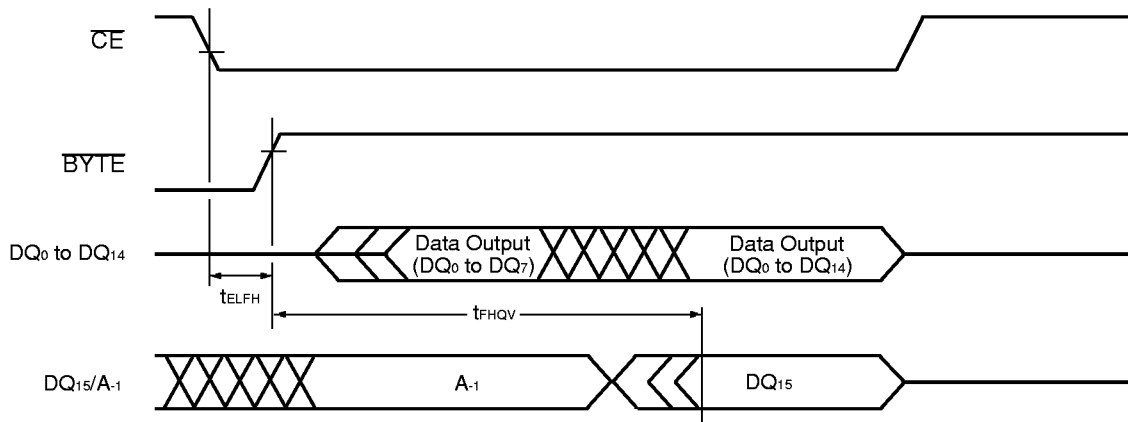 CE
BYTE
DQ0 to DQ14
Data Output
(DQ0 to DQ7)
Data Output
(DQ0 to DQ14)
tELFH
tFHQV
DQ15/A-1
A-1
DQ15